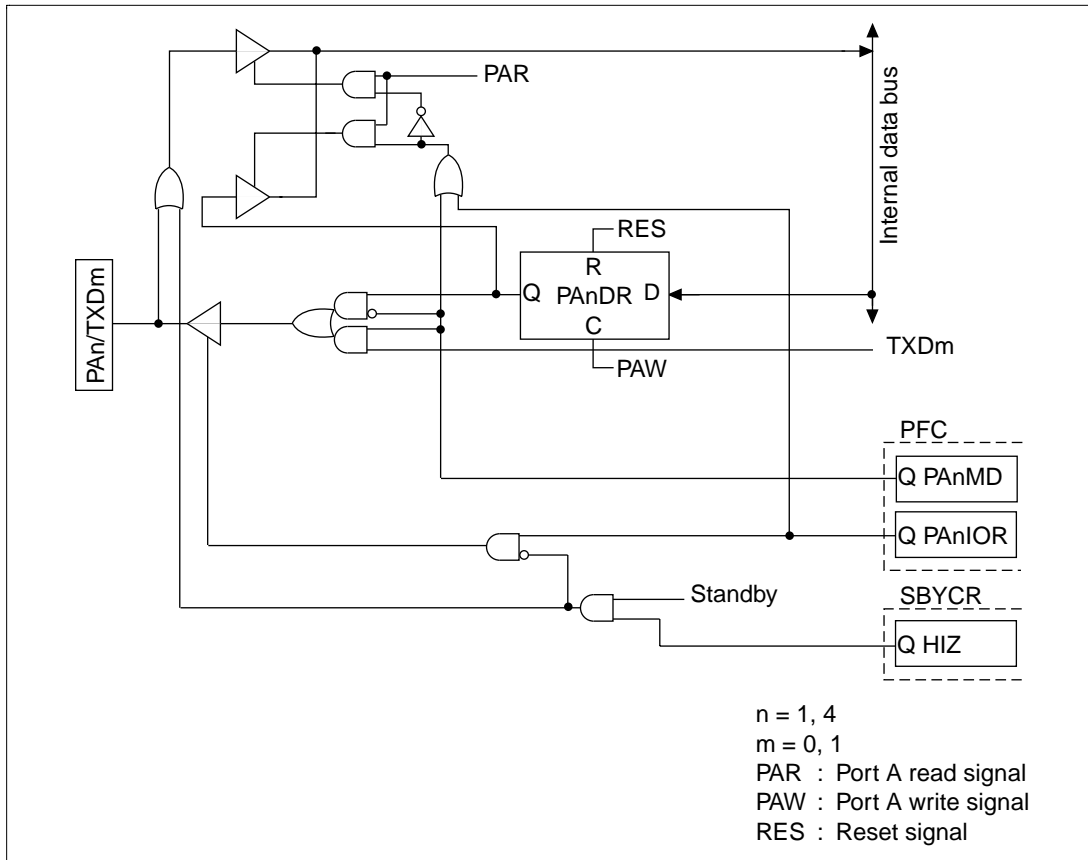 PAR
Internal data bus
RES
R
Q PAnDR D
C
PAW
PAn/TXDm
TXDm
PFC
Q PAnMD
Q PAnIOR
Standby
SBYCR
Q HIZ
n = 1, 4
m = 0, 1
PAR : Port A read signal
PAW : Port A write signal
RES : Reset signal